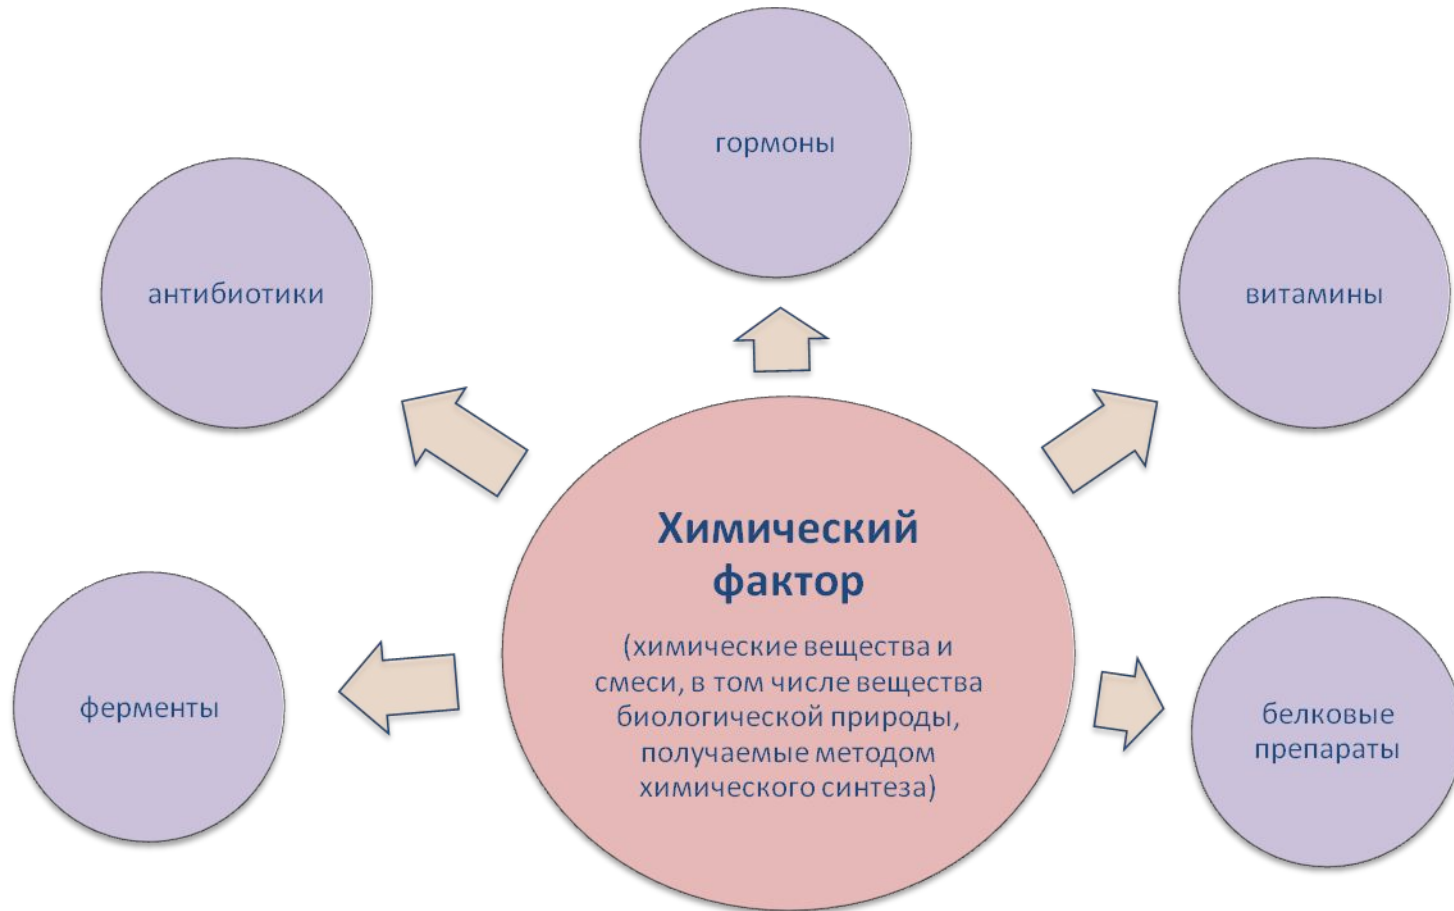 гормоны
антибиотики
витамины
Химический
фактор
(химические вещества и
смеси, в том числе вещества
биологической природы,
получаемые методом
химического синтеза)
ферменты
белковые
препараты